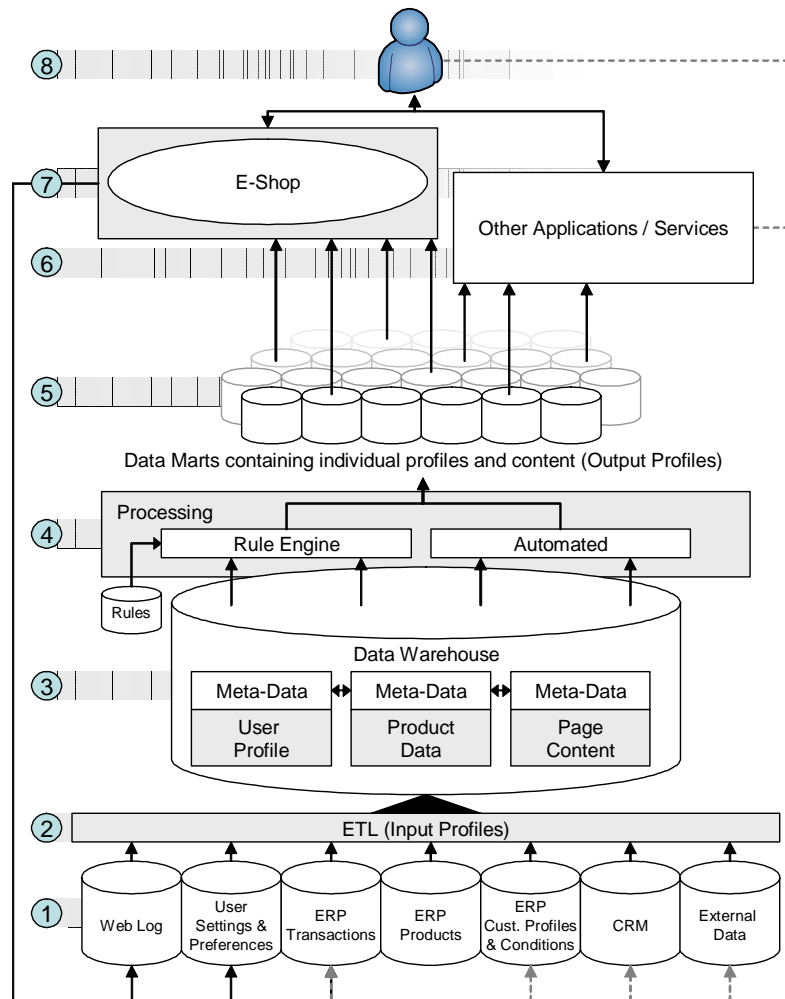 8
7
E-Shop
Other Applications / Services
6
5
Data Marts containing individual profiles and content (Output Profiles)
4
Processing
Rule Engine
Automated
Rules
Data Warehouse
3
Meta-Data
Meta-Data
Meta-Data
User
Profile
Product
Data
Page
Content
2
ETL (Input Profiles)
1
Web Log
User
Settings &
Preferences
ERP
Transactions
ERP
Products
ERP
Cust. Profiles
& Conditions
CRM
External
Data